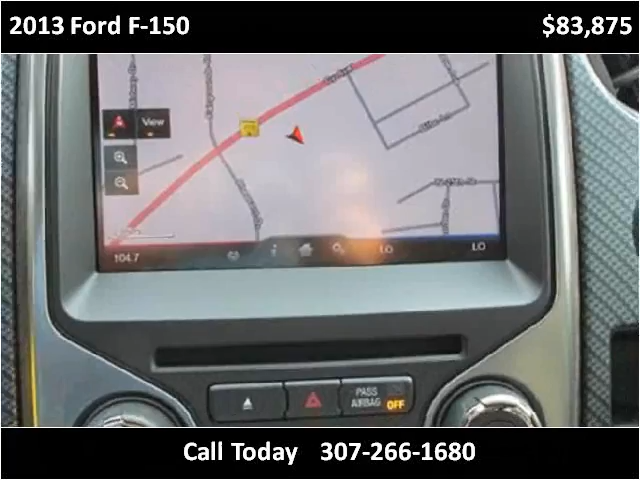 2013 Ford F-150 $83,875
View
104.7 LO LO
PASS
AIRBAG OFF
Call Today 307-266-1680